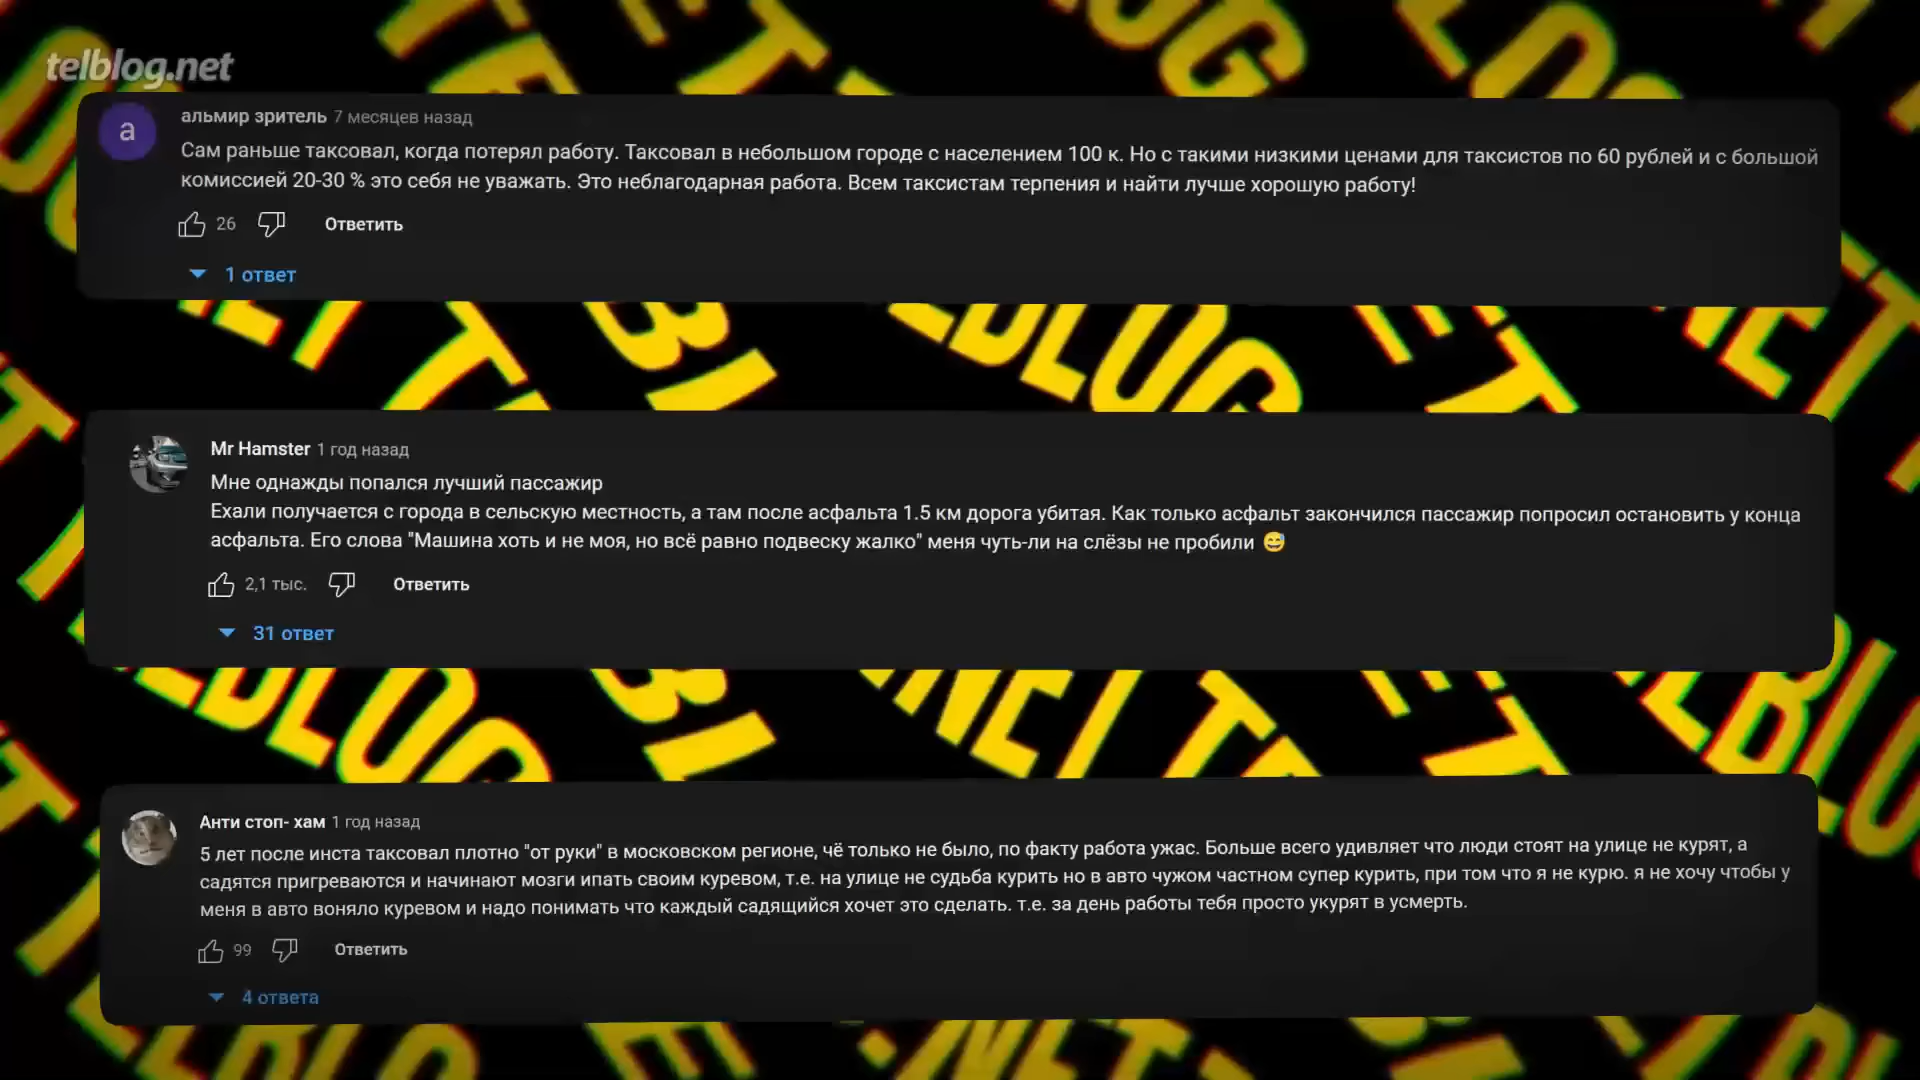 telblog.net
а
альмир зритель 7 месяцев назад
Сам раньше таксовал, когда потерял работу. Таксовал в небольшом городе с населением 100 к. Но с такими низкими ценами для таксистов по 60 рублей и с большой
комиссией 20-30 % это себя не уважать. Это неблагодарная работа. Всем таксистам терпения и найти лучше хорошую работу!
26 Ответить
1 ответ
Mr Hamster 1 год назад
Мне однажды попался лучший пассажир
Ехали получается с города в сельскую местность, а там после асфальта 1.5 км дорога убитая. Как только асфальт закончился пассажир попросил остановить у конца
асфальта. Его слова "Машина хоть и не моя, но всё равно подвеску жалко" меня чуть-ли на слёзы не пробили 😅
2,1 тыс. Ответить
31 ответ
Анти стоп- хам 1 год назад
5 лет после инста таксовал плотно "от руки" в московском регионе, чё только не было, по факту работа ужас. Больше всего удивляет что люди стоят на улице не курят, а
садятся пригреваются и начинают мозги ипать своим куревом, т.е. на улице не судьба курить но в авто чужом частном супер курить, при том что я не курю. я не хочу чтобы у
меня в авто воняло куревом и надо понимать что каждый садящийся хочет это сделать. т.е. за день работы тебя просто укурят в усмерть.
99 Ответить
4 ответа